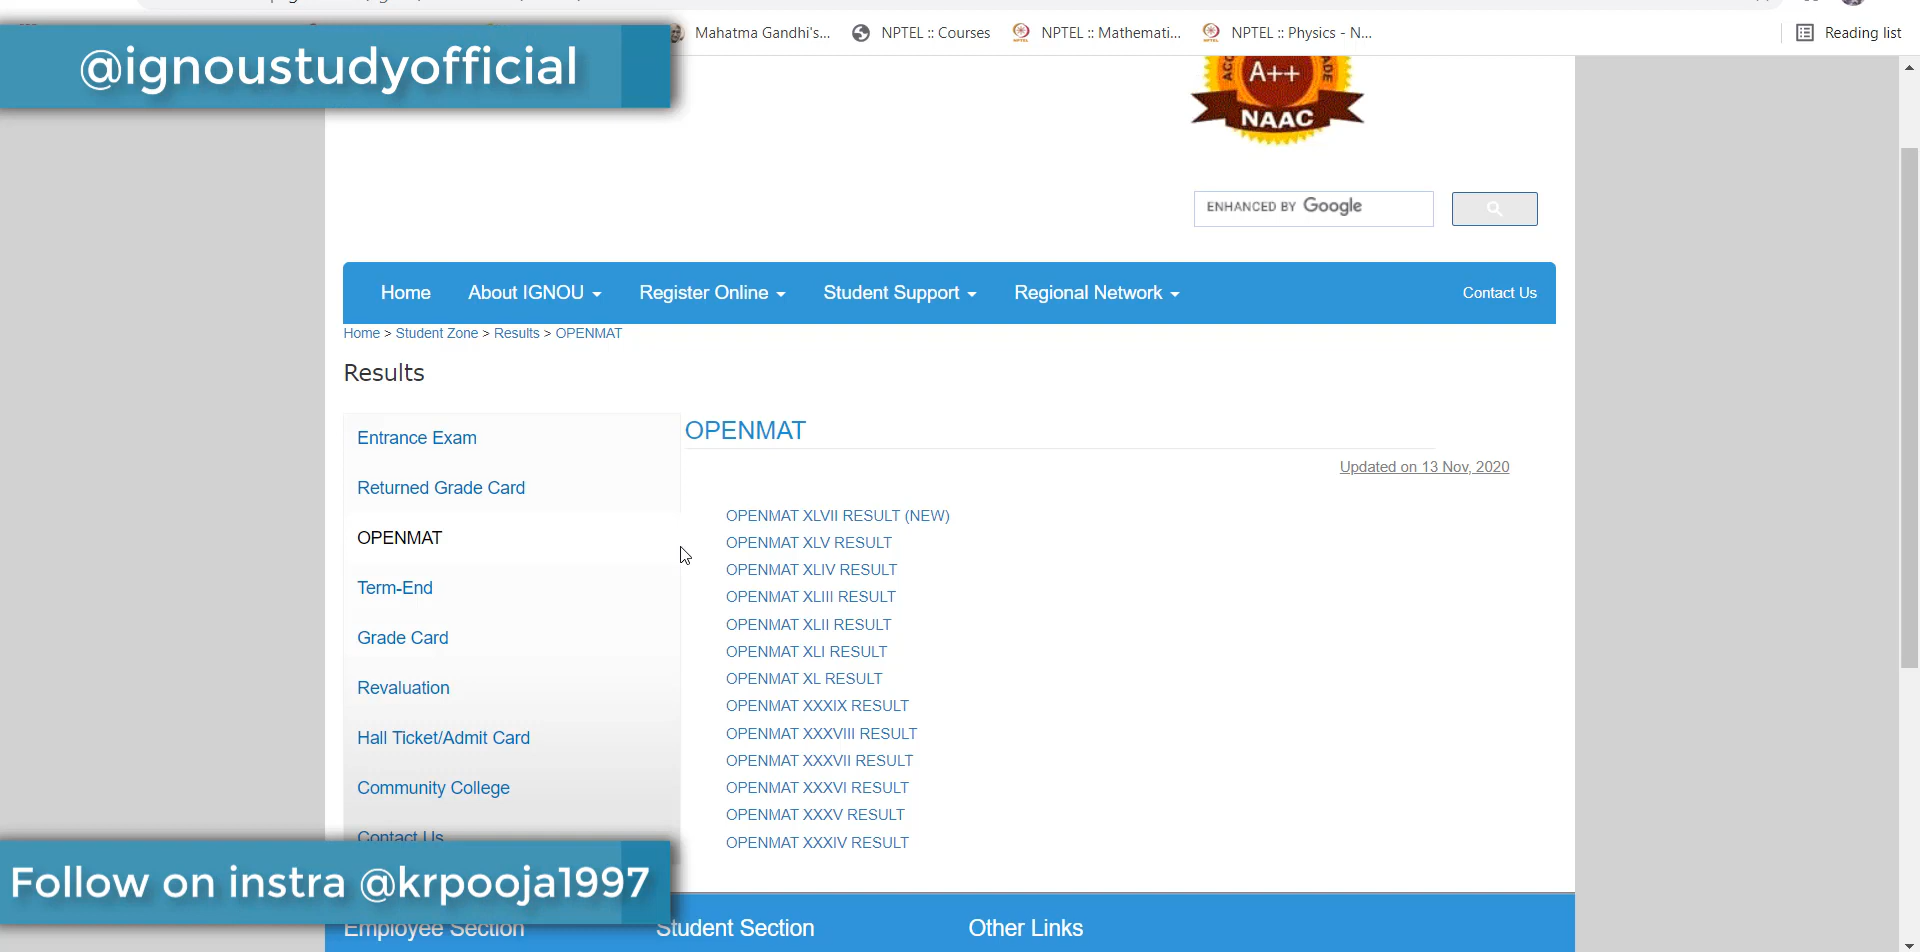 @ignoustudyofficial
Mahatma Gandhi's...
NPTEL :: Courses
NPTEL :: Mathemati...
NPTEL :: Physics - N...
Reading list
A++
NAAC
ENHANCED BY Google
Home
About IGNOU
Register Online
Student Support
Regional Network
Contact Us
Home > Student Zone > Results > OPENMAT
Results
Entrance Exam
Returned Grade Card
OPENMAT
Term-End
Grade Card
Revaluation
Hall Ticket/Admit Card
Community College
Contact Us
OPENMAT
Updated on 13 Nov, 2020
OPENMAT XLVII RESULT (NEW)
OPENMAT XLV RESULT
OPENMAT XLIV RESULT
OPENMAT XLIII RESULT
OPENMAT XLII RESULT
OPENMAT XLI RESULT
OPENMAT XL RESULT
OPENMAT XXXIX RESULT
OPENMAT XXXVIII RESULT
OPENMAT XXXVII RESULT
OPENMAT XXXVI RESULT
OPENMAT XXXV RESULT
OPENMAT XXXIV RESULT
Follow on instra @krpooja1997
Employee Section
Student Section
Other Links